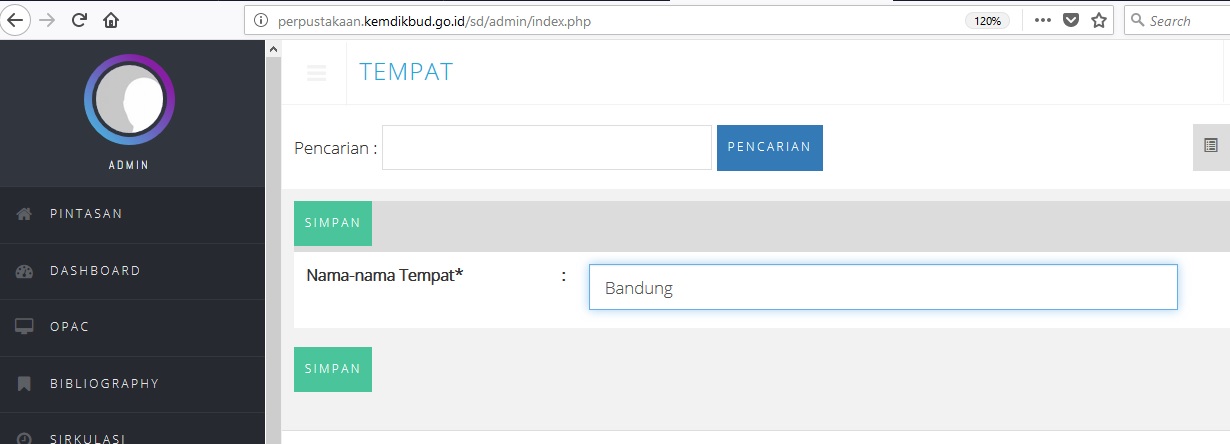 perpustakaan.kemdikbud.go.id/sd/admin/index.php
120%
Search
ADMIN
PINTASAN
DASHBOARD
OPAC
BIBLIOGRAPHY
SIRKULASI
TEMPAT
Pencarian :
PENCARIAN
SIMPAN
Nama-nama Tempat* : Bandung
SIMPAN